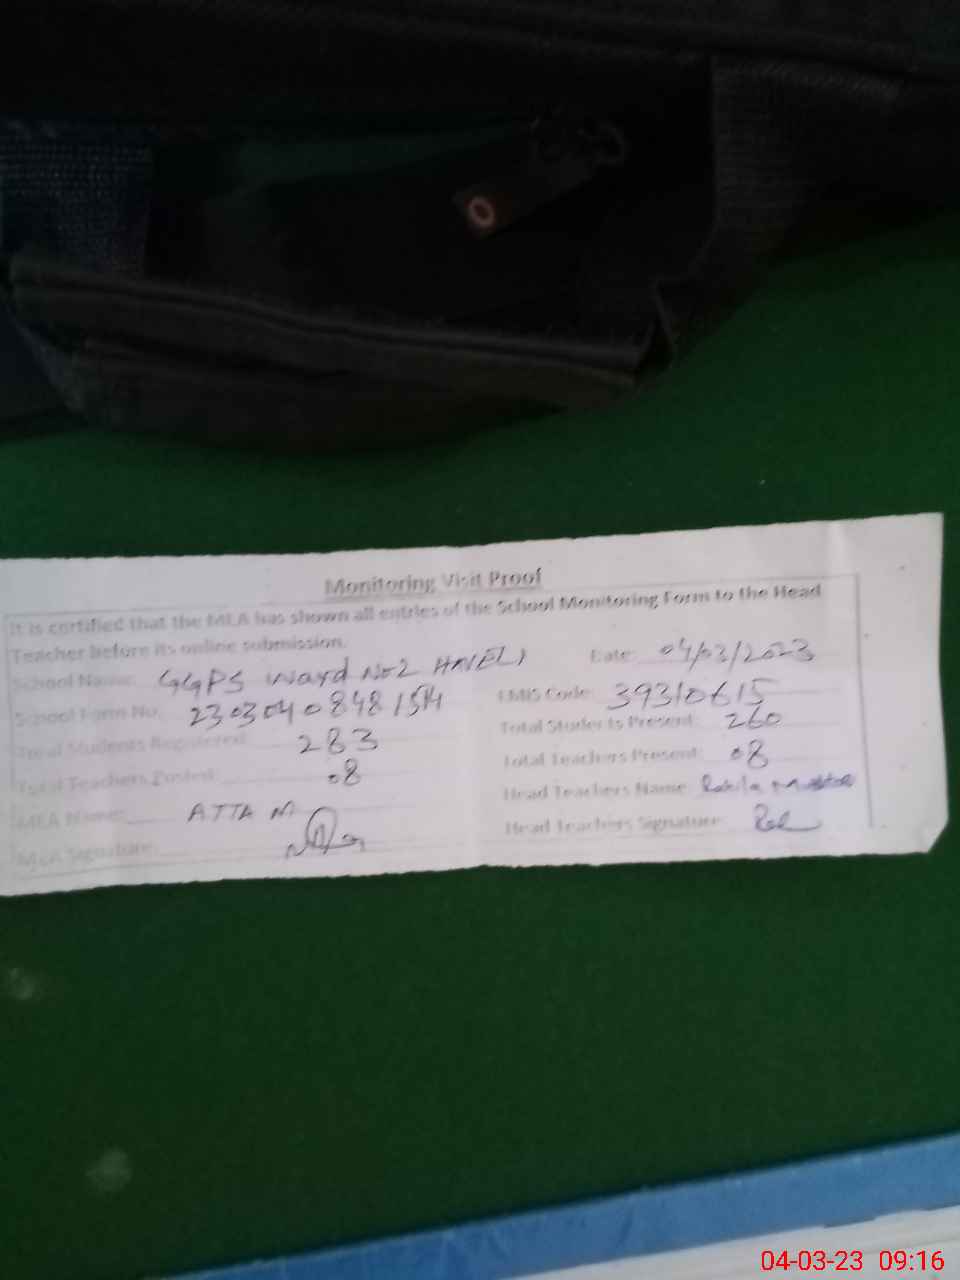 Monitoring Visit Proof
It is certified that the MEA has shown all entries of the School Monitoring Form to the Head
Teacher before its online submission.
School Name: GGPS Ward No 2 HAVELI Date: 04/03/2023
School Form No: 230304084815 EMIS Code: 39310615
Total Students Registered: 283 Total Students Present: 260
Total Teachers Posted: 08 Total Teachers Present: 08
MEA Name: ATTA M Head Teachers Name:
MEA Signature: Head Teachers Signature:
04-03-23 09:16